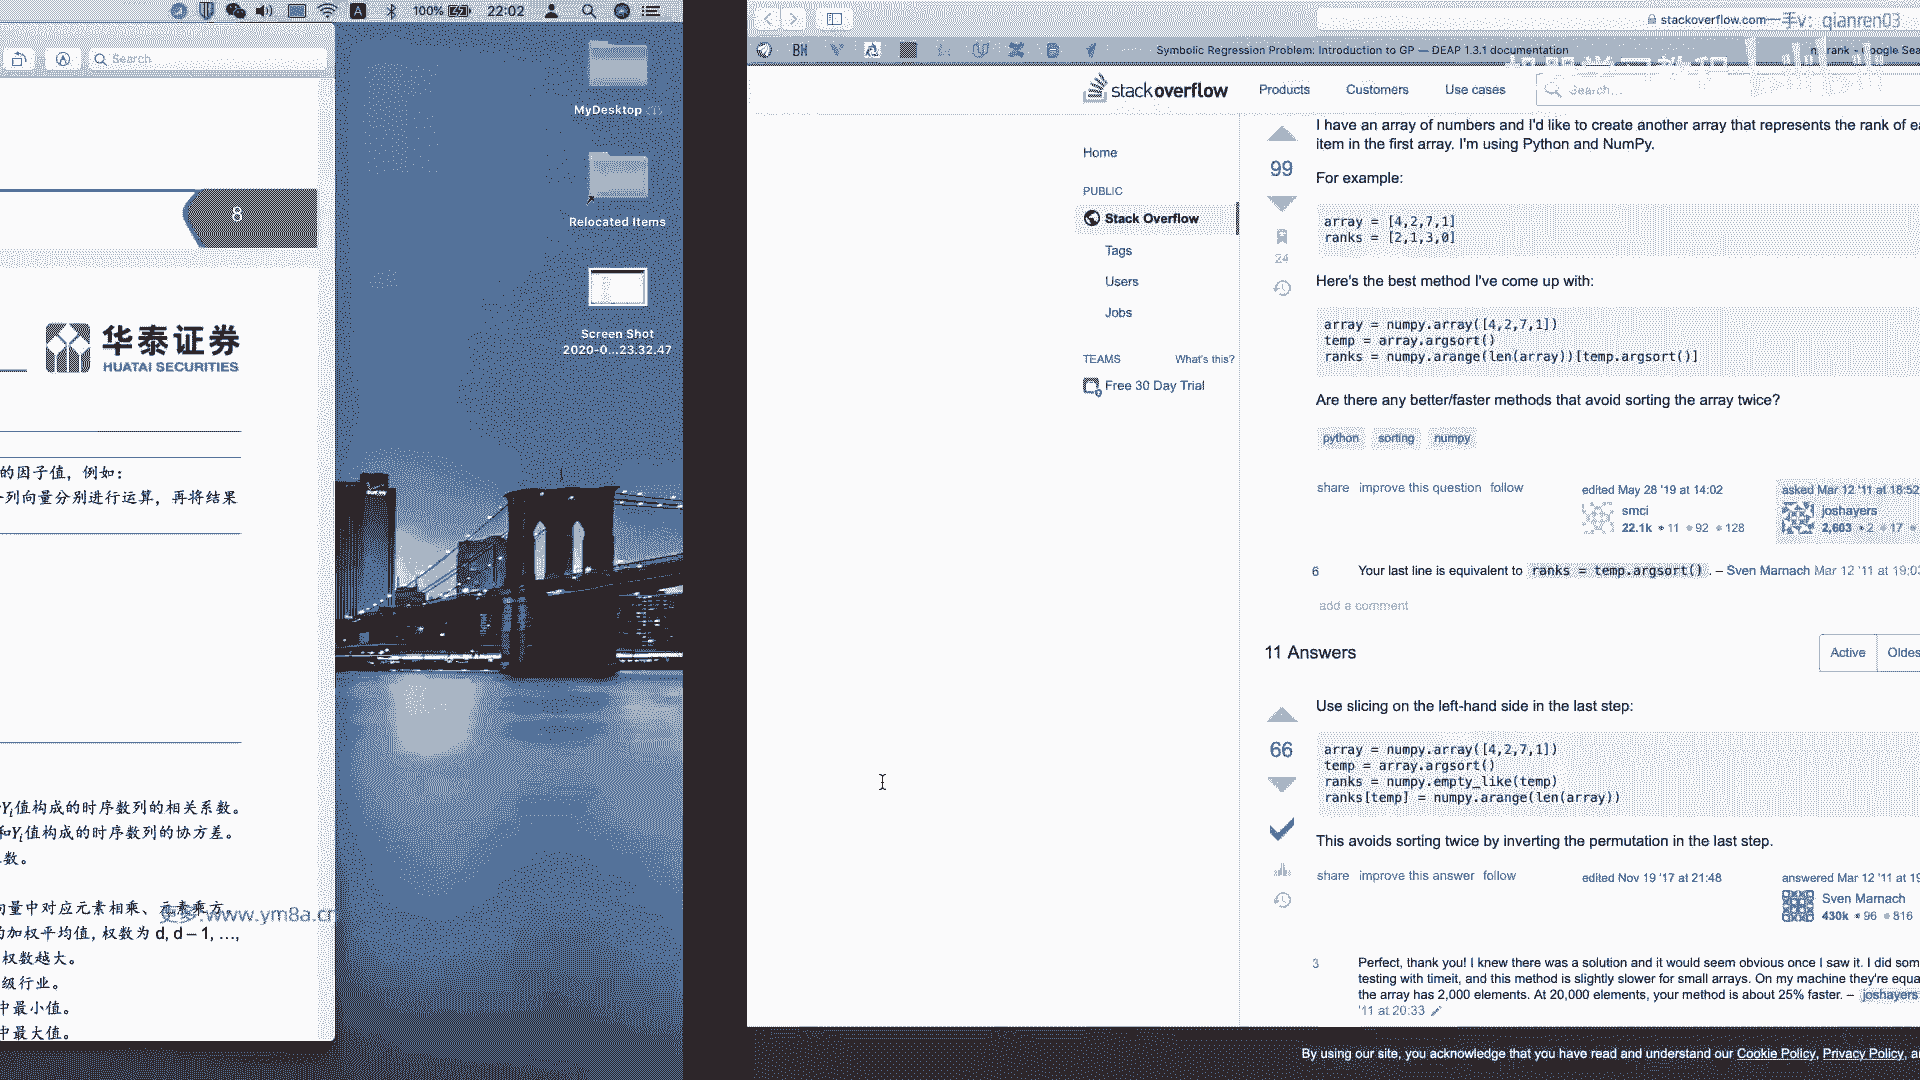 100%
22:02
Search
MyDesktop
Relocated Items
Screen Shot
2020-0...23.32.47
8
华泰证券
HUATAI SECURITIES
的因子值，例如：
列向量分别进行运算，再将结果
Yi值构成的时序数列的相关系数。
和Yi值构成的时序数列的协方差。
数。
量中对应元素相乘、元素乘方
www.ym8a.cn
的加权平均值, 权数为 d, d – 1, …,
权数越大。
级行业。
中最小值。
中最大值。
stackoverflow.com
手v: qianren03
BX
Symbolic Regression Problem: Introduction to GP — DEAP 1.3.1 documentation
stackoverflow
Products
Customers
Use cases
Search...
Home
PUBLIC
Stack Overflow
Tags
Users
Jobs
TEAMS
What's this?
Free 30 Day Trial
99
24
I have an array of numbers and I'd like to create another array that represents the rank of
item in the first array. I'm using Python and NumPy.
For example:
array = [4,2,7,1]
ranks = [2,1,3,0]
Here's the best method I've come up with:
array = numpy.array([4,2,7,1])
temp = array.argsort()
ranks = numpy.arange(len(array))[temp.argsort()]
Are there any better/faster methods that avoid sorting the array twice?
python sorting numpy
share improve this question follow
edited May 28 '19 at 14:02
smci
22.1k 11 92 128
asked Mar 12 '11 at 18:52
joshayers
2,603 2 17
6
Your last line is equivalent to ranks = temp.argsort() . – Sven Marnach Mar 12 '11 at 19:0
add a comment
11 Answers
Active
Oldes
66
Use slicing on the left-hand side in the last step:
array = numpy.array([4,2,7,1])
temp = array.argsort()
ranks = numpy.empty_like(temp)
ranks[temp] = numpy.arange(len(array))
This avoids sorting twice by inverting the permutation in the last step.
share improve this answer follow
edited Nov 19 '17 at 21:48
answered Mar 12 '11 at 19
Sven Marnach
430k 96 816
3
Perfect, thank you! I knew there was a solution and it would seem obvious once I saw it. I did som
testing with timeit, and this method is slightly slower for small arrays. On my machine they're equa
the array has 2,000 elements. At 20,000 elements, your method is about 25% faster. – joshayers
'11 at 20:33
By using our site, you acknowledge that you have read and understand our Cookie Policy, Privacy Policy, a